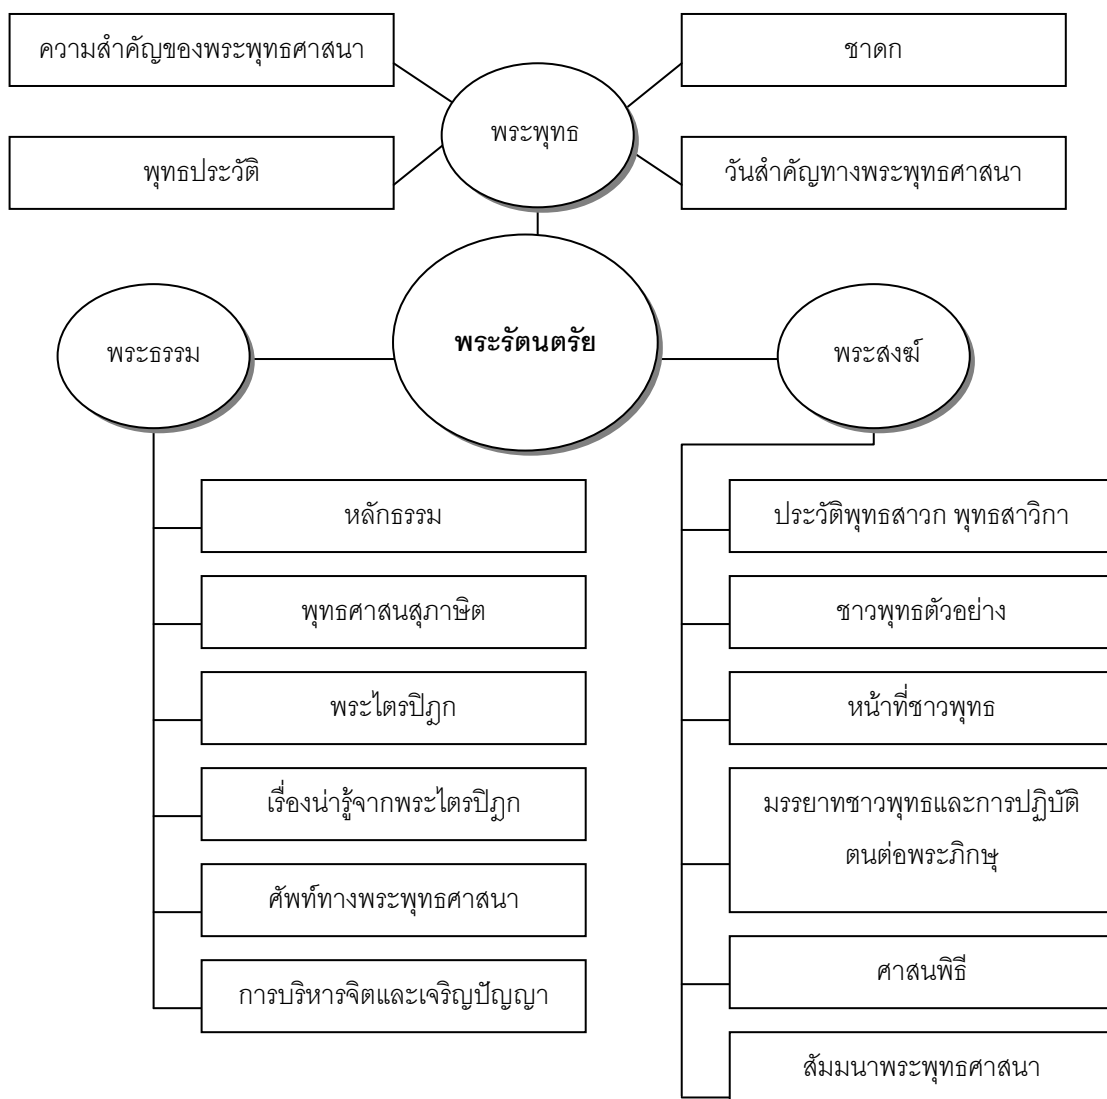 ความสำคัญของพระพุทธศาสนา
ชาดก
พระพุทธ
พุทธประวัติ
วันสำคัญทางพระพุทธศาสนา
พระธรรม
พระรัตนตรัย
พระสงฆ์
หลักธรรม
พุทธศาสนสุภาษิต
พระไตรปิฎก
เรื่องน่ารู้จากพระไตรปิฎก
ศัพท์ทางพระพุทธศาสนา
การบริหารจิตและเจริญปัญญา
ประวัติพุทธสาวก พุทธสาวิกา
ชาวพุทธตัวอย่าง
หน้าที่ชาวพุทธ
มรรยาทชาวพุทธและการปฏิบัติ
ตนต่อพระภิกษุ
ศาสนพิธี
สัมมนาพระพุทธศาสนา